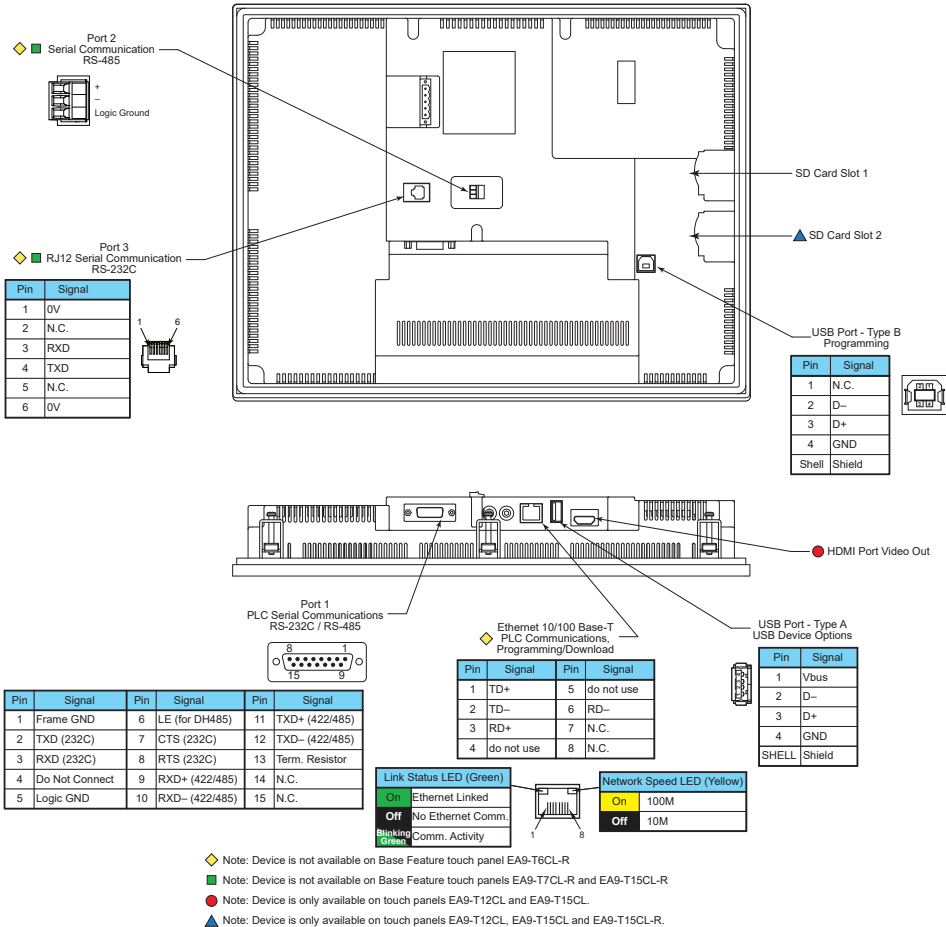 Port 2
Serial Communication
RS-485
+
–
Logic Ground
SD Card Slot 1
SD Card Slot 2
Port 3
RJ12 Serial Communication
RS-232C
Pin Signal
1 0V
2 N.C.
3 RXD
4 TXD
5 N.C.
6 0V
1 6
USB Port - Type B
Programming
Pin Signal
1 N.C.
2 D–
3 D+
4 GND
Shell Shield
2 1
3 4
HDMI Port Video Out
Port 1
PLC Serial Communications
RS-232C / RS-485
8 1
15 9
Pin Signal Pin Signal Pin Signal
1 Frame GND 6 LE (for DH485) 11 TXD+ (422/485)
2 TXD (232C) 7 CTS (232C) 12 TXD– (422/485)
3 RXD (232C) 8 RTS (232C) 13 Term. Resistor
4 Do Not Connect 9 RXD+ (422/485) 14 N.C.
5 Logic GND 10 RXD– (422/485) 15 N.C.
Ethernet 10/100 Base-T
PLC Communications,
Programming/Download
Pin Signal Pin Signal
1 TD+ 5 do not use
2 TD– 6 RD–
3 RD+ 7 N.C.
4 do not use 8 N.C.
USB Port - Type A
USB Device Options
Pin Signal
1 Vbus
2 D–
3 D+
4 GND
SHELL Shield
Link Status LED (Green)
On Ethernet Linked
Off No Ethernet Comm.
Blinking Green Comm. Activity
1 8
Network Speed LED (Yellow)
On 100M
Off 10M
Note: Device is not available on Base Feature touch panel EA9-T6CL-R
Note: Device is not available on Base Feature touch panels EA9-T7CL-R and EA9-T15CL-R
Note: Device is only available on touch panels EA9-T12CL and EA9-T15CL.
Note: Device is only available on touch panels EA9-T12CL, EA9-T15CL and EA9-T15CL-R.